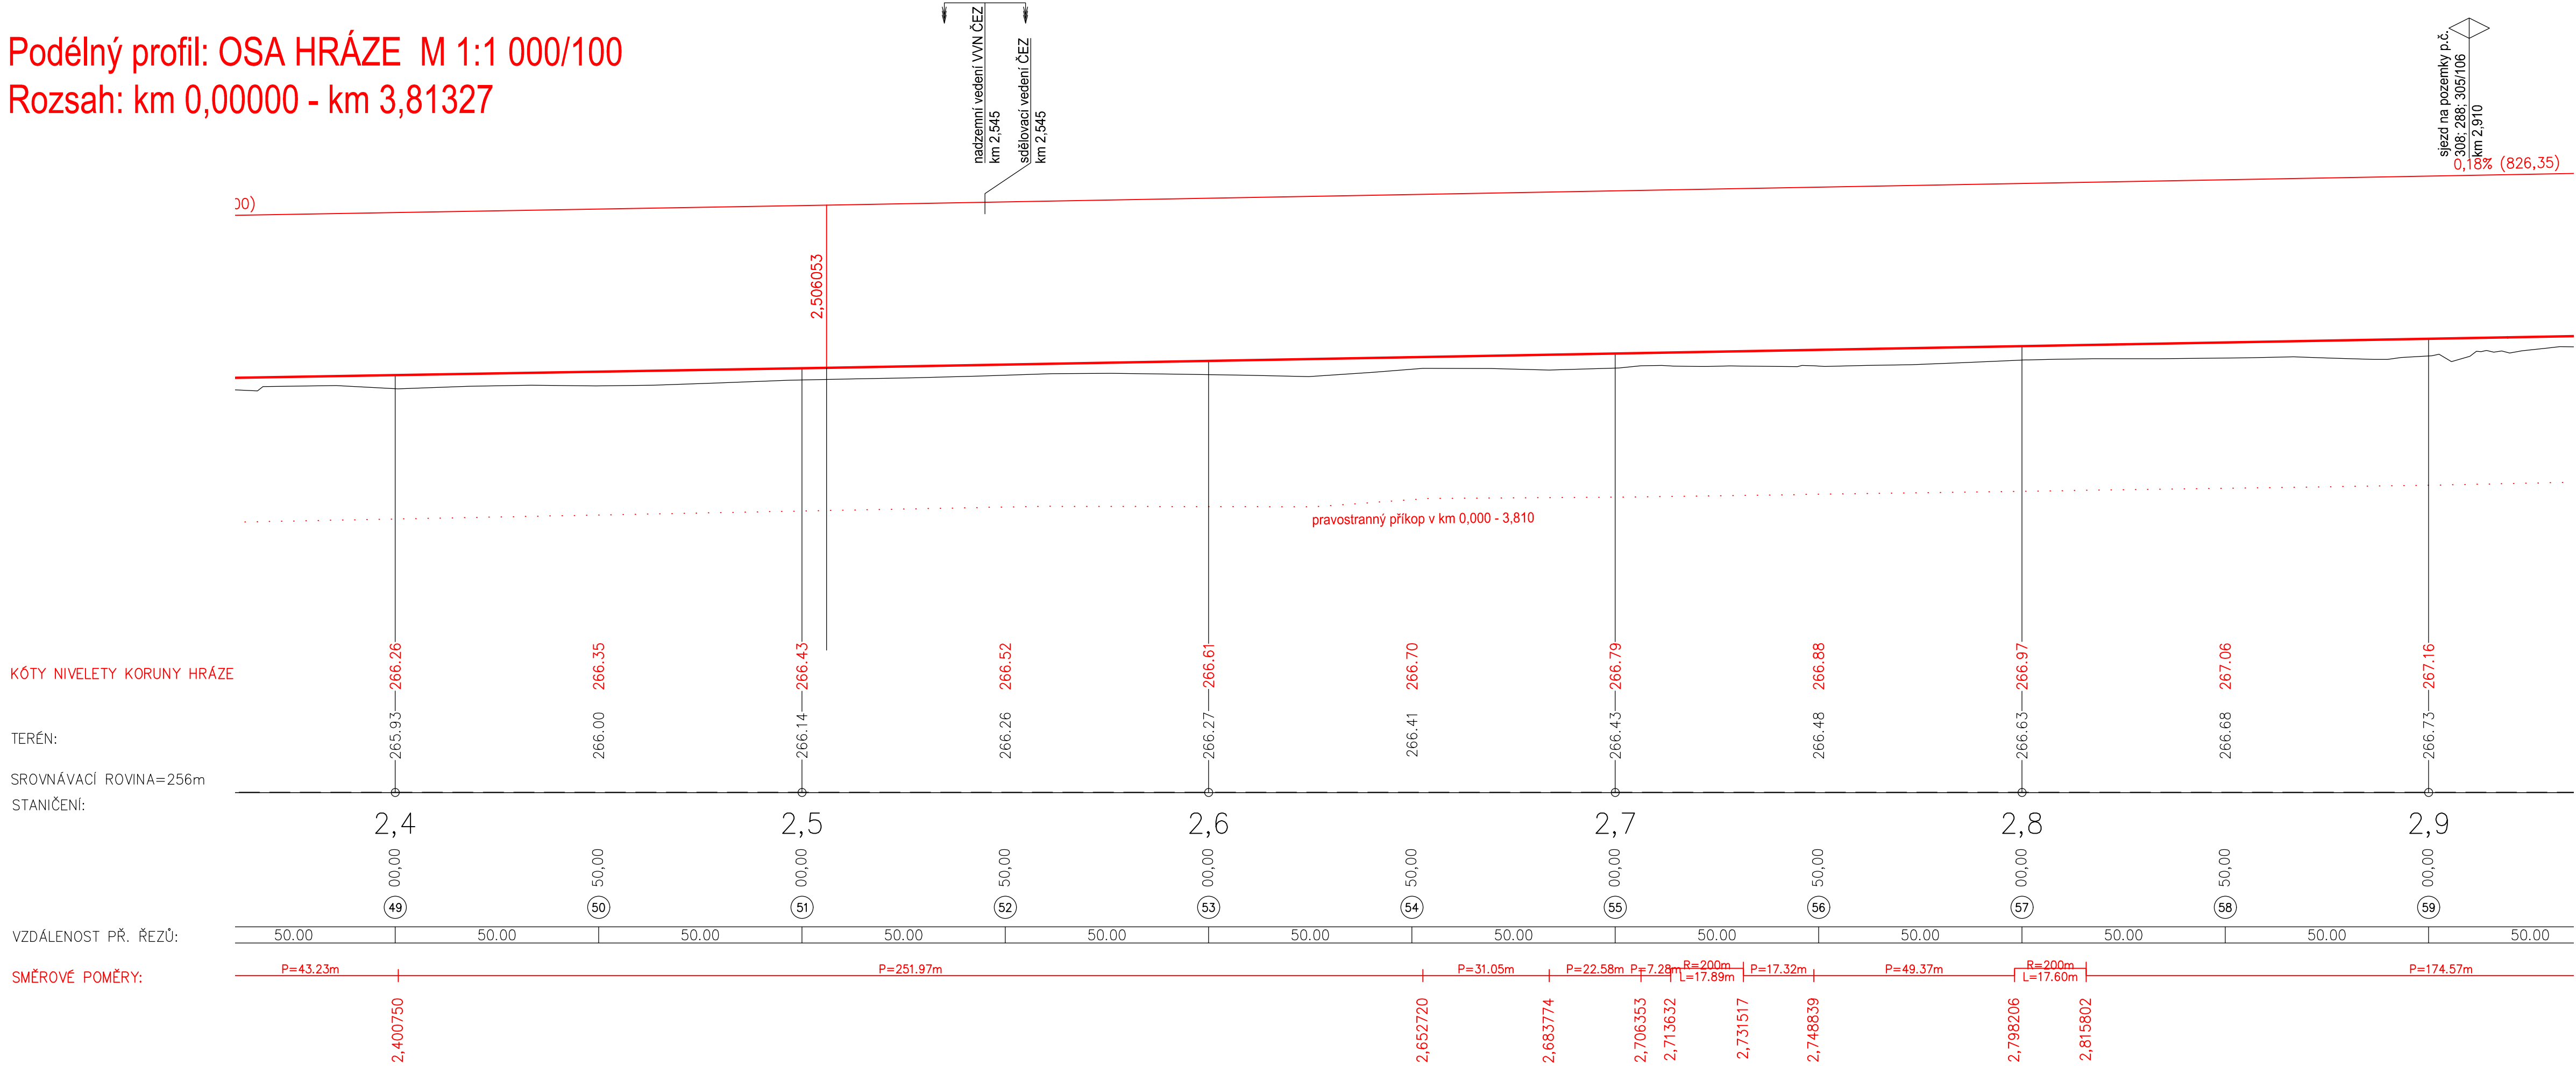 Podélný profil: OSA HRÁZE M 1:1 000/100
Rozsah: km 0,00000 - km 3,81327
nadzemní vedení VVN ČEZ
km 2,545
sdělovací vedení ČEZ
km 2,545
sjezd na pozemky p.č.
308; 288; 305/106
km 2,910
0,18% (826,35)
00)
2,506053
pravostranný příkop v km 0,000 - 3,810
KÓTY NIVELETY KORUNY HRÁZE
266.26 266.35 266.43 266.52 266.61 266.70 266.79 266.88 266.97 267.06 267.16
TERÉN:
265.93 266.00 266.14 266.26 266.27 266.41 266.43 266.48 266.63 266.68 266.73
SROVNÁVACÍ ROVINA=256m
STANIČENÍ:
2,4 2,5 2,6 2,7 2,8 2,9
00,00 50,00 00,00 50,00 00,00 50,00 00,00 50,00 00,00 50,00 00,00
49 50 51 52 53 54 55 56 57 58 59
VZDÁLENOST PŘ. ŘEZŮ:
50.00 50.00 50.00 50.00 50.00 50.00 50.00 50.00 50.00 50.00 50.00 50.00
SMĚROVÉ POMĚRY:
P=43.23m P=251.97m P=31.05m P=22.58m P=7.28m R=200m L=17.89m P=17.32m P=49.37m R=200m L=17.60m P=174.57m
2,400750 2,652720 2,683774 2,706353 2,713632 2,731517 2,748839 2,798206 2,815802